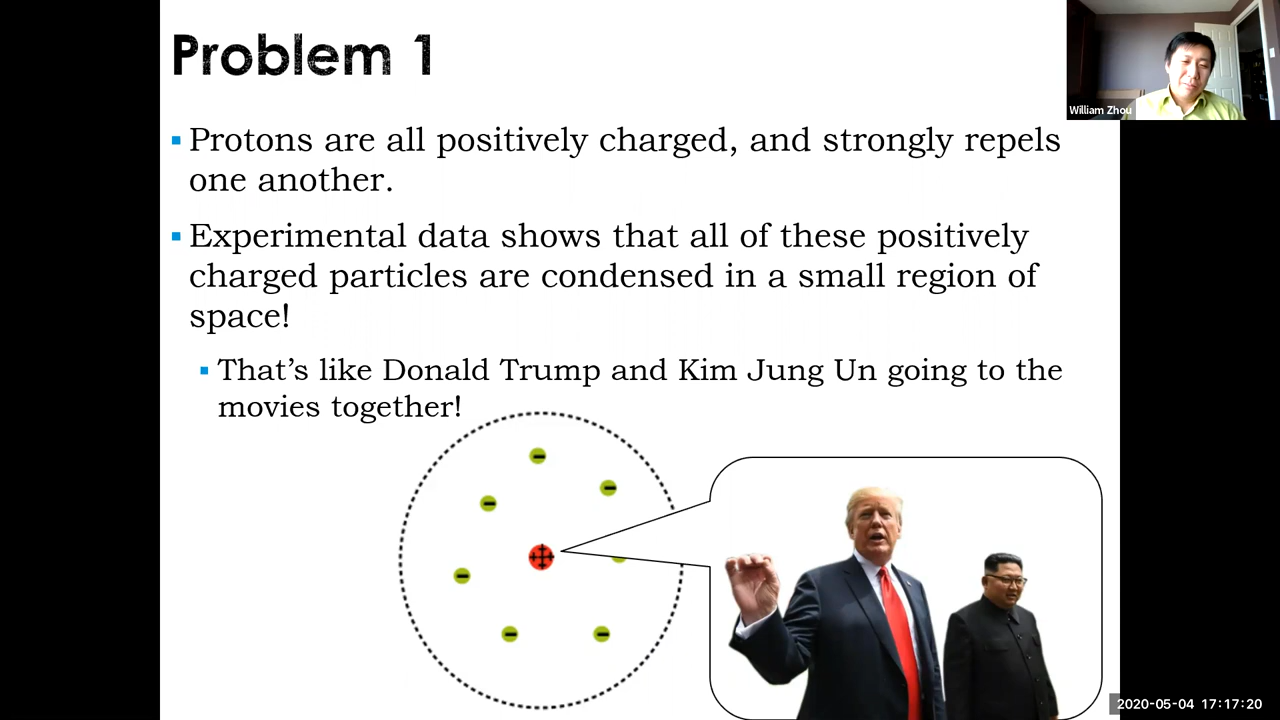 Problem 1
William Zhou
Protons are all positively charged, and strongly repels
one another.
Experimental data shows that all of these positively
charged particles are condensed in a small region of
space!
That's like Donald Trump and Kim Jung Un going to the
movies together!
2020-05-04 17:17:20